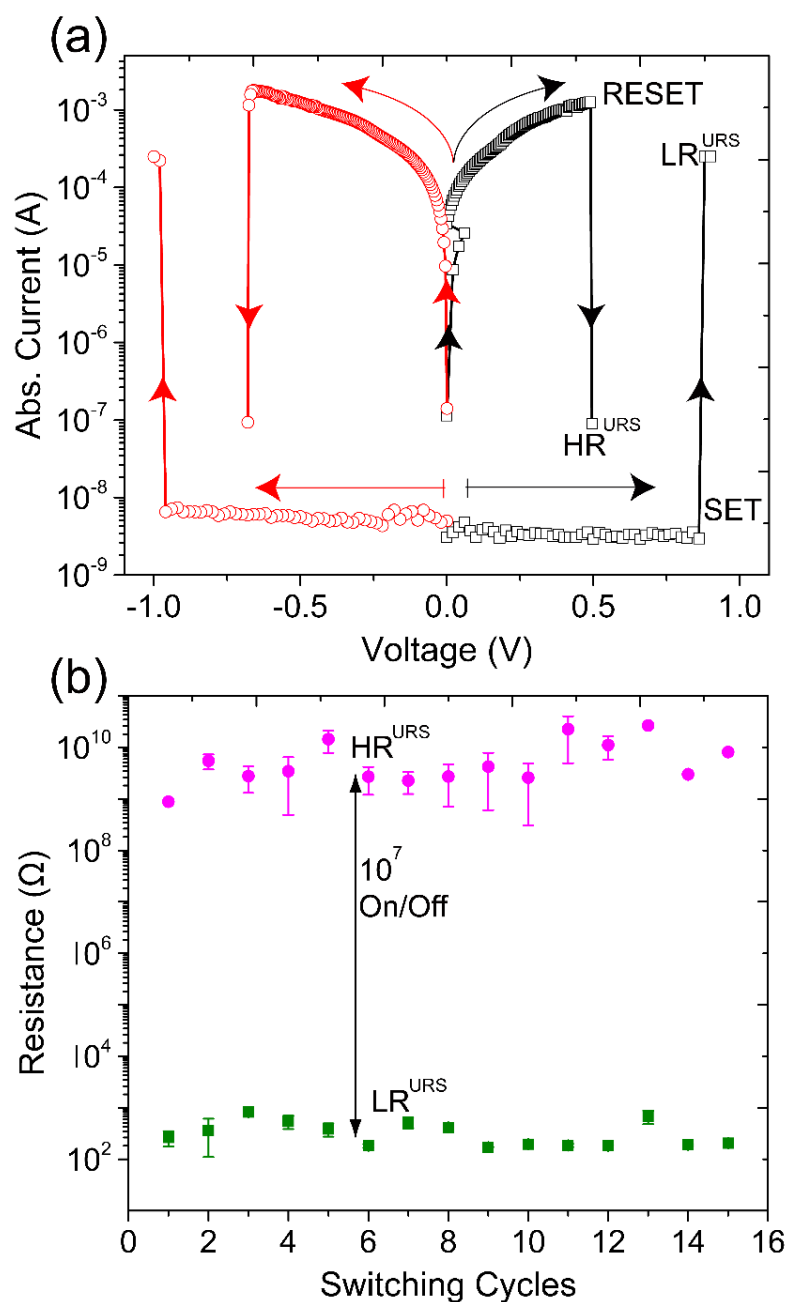 (a)
10⁻³
10⁻⁴
10⁻⁵
10⁻⁶
10⁻⁷
10⁻⁸
10⁻⁹
Abs. Current (A)
RESET
LR^URS
HR^URS
SET
-1.0
-0.5
0.0
0.5
1.0
Voltage (V)
(b)
10¹⁰
10⁸
10⁶
10⁴
10²
Resistance (Ω)
HR^URS
10⁷
On/Off
LR^URS
0
2
4
6
8
10
12
14
16
Switching Cycles